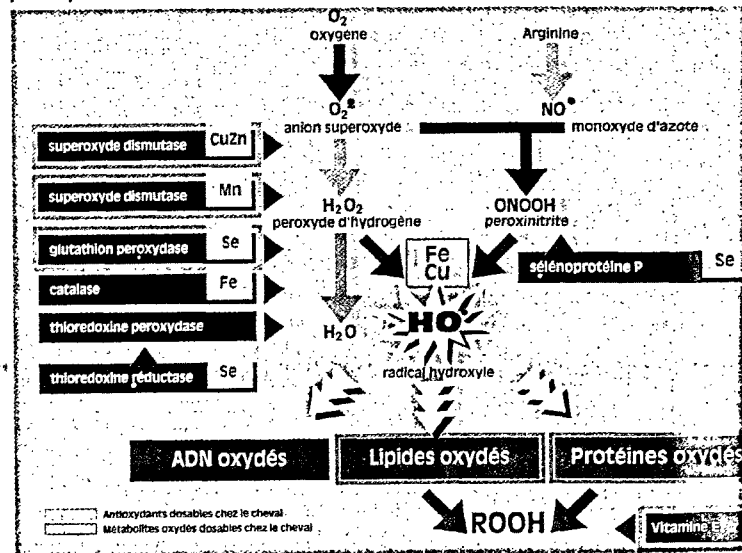 O₂
oxygène
Arginine
O₂•
anion superoxyde
NO•
monoxyde d'azote
superoxyde dismutase CuZn
superoxyde dismutase Mn
H₂O₂
peroxyde d'hydrogène
ONOOH
peroxinitrite
glutathion peroxydase Se
Fe
Cu
sélénoprotéine P Se
catalase Fe
thioredoxine peroxydase
H₂O
HO
radical hydroxyle
thioredoxine réductase Se
ADN oxydés
Lipides oxydés
Protéines oxydés
Antioxydants dosables chez le cheval
Métabolites oxydés dosables chez le cheval
ROOH
Vitamine E